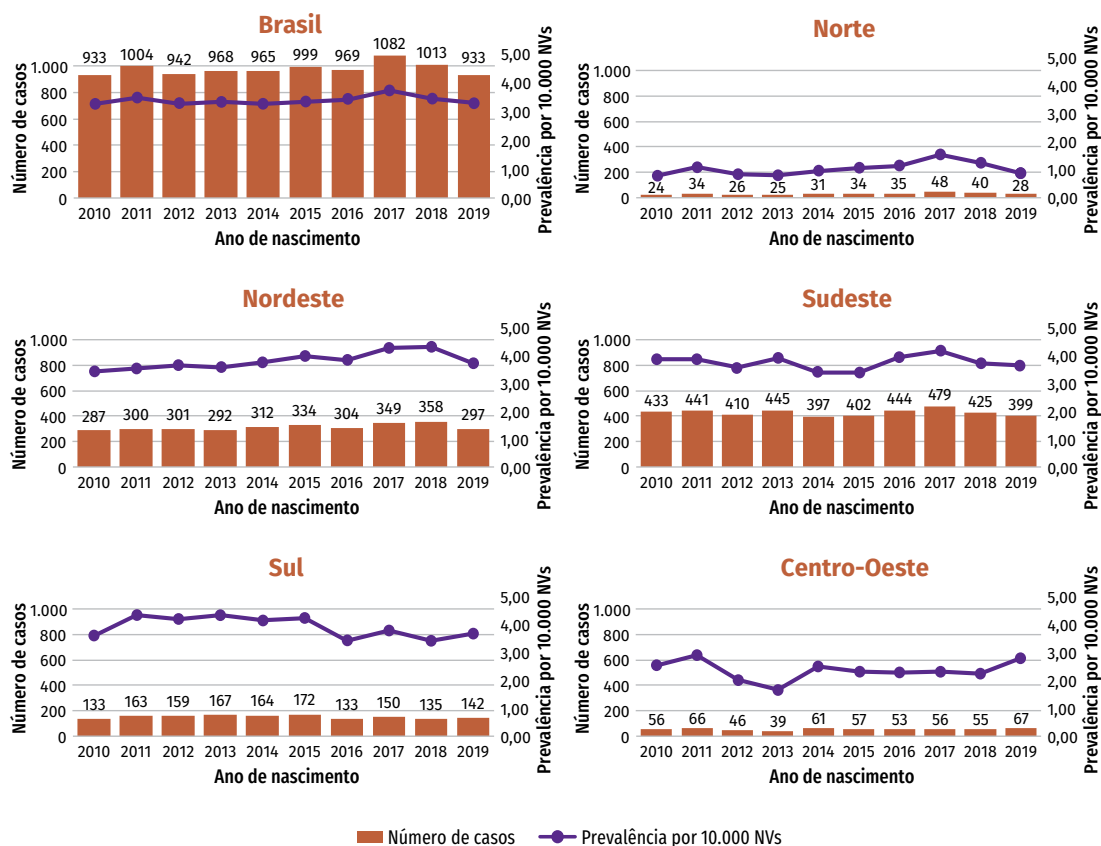 Brasil
Número de casos
1.000
800
600
400
200
0
933 1004 942 968 965 999 969 1082 1013 933
5,00
4,00
3,00
2,00
1,00
0,00
Prevalência por 10.000 NVs
2010 2011 2012 2013 2014 2015 2016 2017 2018 2019
Ano de nascimento
Norte
Número de casos
1.000
800
600
400
200
0
24 34 26 25 31 34 35 48 40 28
5,00
4,00
3,00
2,00
1,00
0,00
Prevalência por 10.000 NVs
2010 2011 2012 2013 2014 2015 2016 2017 2018 2019
Ano de nascimento
Nordeste
Número de casos
1.000
800
600
400
200
0
287 300 301 292 312 334 304 349 358 297
5,00
4,00
3,00
2,00
1,00
0,00
Prevalência por 10.000 NVs
2010 2011 2012 2013 2014 2015 2016 2017 2018 2019
Ano de nascimento
Sudeste
Número de casos
1.000
800
600
400
200
0
433 441 410 445 397 402 444 479 425 399
5,00
4,00
3,00
2,00
1,00
0,00
Prevalência por 10.000 NVs
2010 2011 2012 2013 2014 2015 2016 2017 2018 2019
Ano de nascimento
Sul
Número de casos
1.000
800
600
400
200
0
133 163 159 167 164 172 133 150 135 142
5,00
4,00
3,00
2,00
1,00
0,00
Prevalência por 10.000 NVs
2010 2011 2012 2013 2014 2015 2016 2017 2018 2019
Ano de nascimento
Centro-Oeste
Número de casos
1.000
800
600
400
200
0
56 66 46 39 61 57 53 56 55 67
5,00
4,00
3,00
2,00
1,00
0,00
Prevalência por 10.000 NVs
2010 2011 2012 2013 2014 2015 2016 2017 2018 2019
Ano de nascimento
Número de casos Prevalência por 10.000 NVs